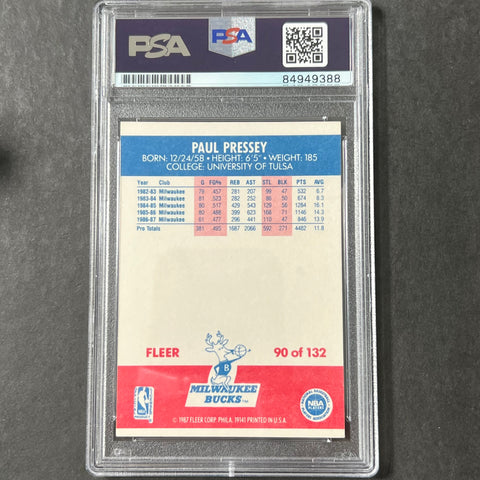 PSA PSA
84949388
PAUL PRESSEY
BORN: 12/24/58 • HEIGHT: 6'5" • WEIGHT: 185
COLLEGE: UNIVERSITY OF TULSA
Year Club G FG% REB AST STL BLK PTS AVG
1982-83 Milwaukee 79 .457 281 207 99 47 532 6.7
1983-84 Milwaukee 81 .523 282 252 86 50 674 8.3
1984-85 Milwaukee 80 .517 429 543 129 56 1284 16.1
1985-86 Milwaukee 80 .488 399 623 168 71 1146 14.3
1986-87 Milwaukee 61 .477 296 441 110 47 846 13.9
Pro Totals 381 .495 1687 2066 592 271 4482 11.8
FLEER 90 of 132
B
MILWAUKEE
BUCKS
NBA
NBA
PLAYERS
© 1987 FLEER CORP. PHILA. 19141 PRINTED IN U.S.A.